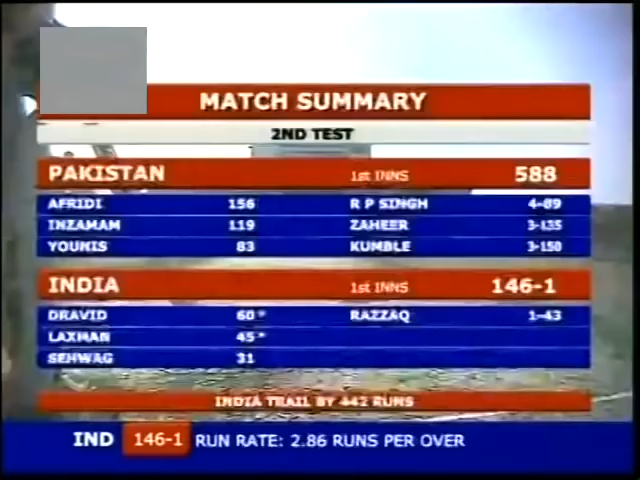 MATCH SUMMARY
2ND TEST
PAKISTAN 1st INNS 588
AFRIDI 156 R P SINGH 4-89
INZAMAM 119 ZAHEER 3-135
YOUNIS 83 KUMBLE 3-150
INDIA 1st INNS 146-1
DRAVID 60* RAZZAQ 1-43
LAXMAN 45*
SEHWAG 31
INDIA TRAIL BY 442 RUNS
IND 146-1 RUN RATE: 2.86 RUNS PER OVER